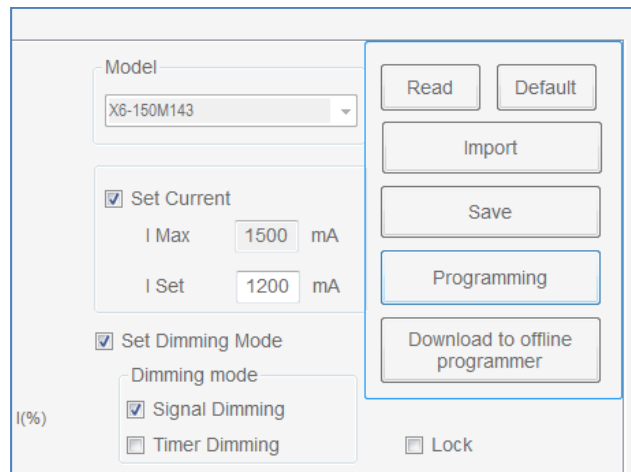 Model
X6-150M143
Set Current
I Max 1500 mA
I Set 1200 mA
Set Dimming Mode
Dimming mode
Signal Dimming
Timer Dimming
I(%)
Read Default
Import
Save
Programming
Download to offline
programmer
Lock